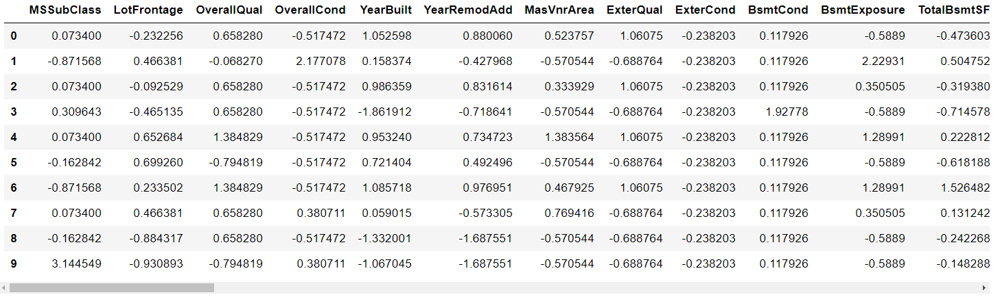 MSSubClass LotFrontage OverallQual OverallCond YearBuilt YearRemodAdd MasVnrArea ExterQual ExterCond BsmtCond BsmtExposure TotalBsmtSF
0 0.073400 -0.232256 0.658280 -0.517472 1.052598 0.880060 0.523757 1.06075 -0.238203 0.117926 -0.5889 -0.473603
1 -0.871568 0.466381 -0.068270 2.177078 0.158374 -0.427968 -0.570544 -0.688764 -0.238203 0.117926 2.22931 0.504752
2 0.073400 -0.092529 0.658280 -0.517472 0.986359 0.831614 0.333929 1.06075 -0.238203 0.117926 0.350505 -0.319380
3 0.309643 -0.465135 0.658280 -0.517472 -1.861912 -0.718641 -0.570544 -0.688764 -0.238203 1.92778 -0.5889 -0.714578
4 0.073400 0.652684 1.384829 -0.517472 0.953240 0.734723 1.383564 1.06075 -0.238203 0.117926 1.28991 0.222812
5 -0.162842 0.699260 -0.794819 -0.517472 0.721404 0.492496 -0.570544 -0.688764 -0.238203 0.117926 -0.5889 -0.618188
6 -0.871568 0.233502 1.384829 -0.517472 1.085718 0.976951 0.467925 1.06075 -0.238203 0.117926 1.28991 1.526482
7 0.073400 0.466381 0.658280 0.380711 0.059015 -0.573305 0.769416 -0.688764 -0.238203 0.117926 0.350505 0.131242
8 -0.162842 -0.884317 0.658280 -0.517472 -1.332001 -1.687551 -0.570544 -0.688764 -0.238203 0.117926 -0.5889 -0.242268
9 3.144549 -0.930893 -0.794819 0.380711 -1.067045 -1.687551 -0.570544 -0.688764 -0.238203 0.117926 -0.5889 -0.148288